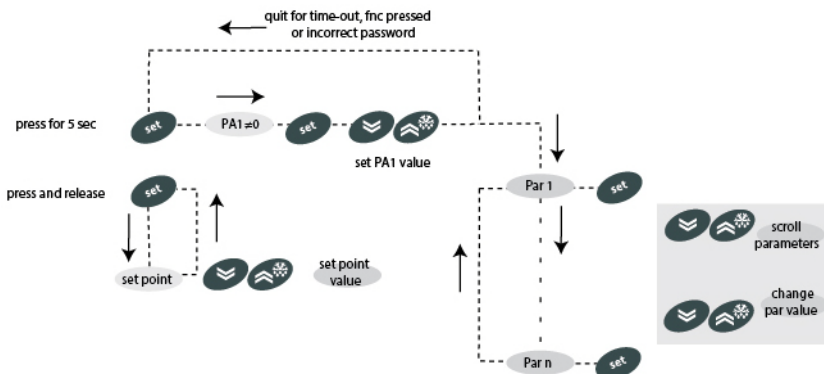 quit for time-out, fnc pressed
or incorrect password
press for 5 sec
set
PA1≠0
set
set PA1 value
press and release
set
set point
set point
value
Par 1
set
scroll
parameters
change
par value
Par n
set